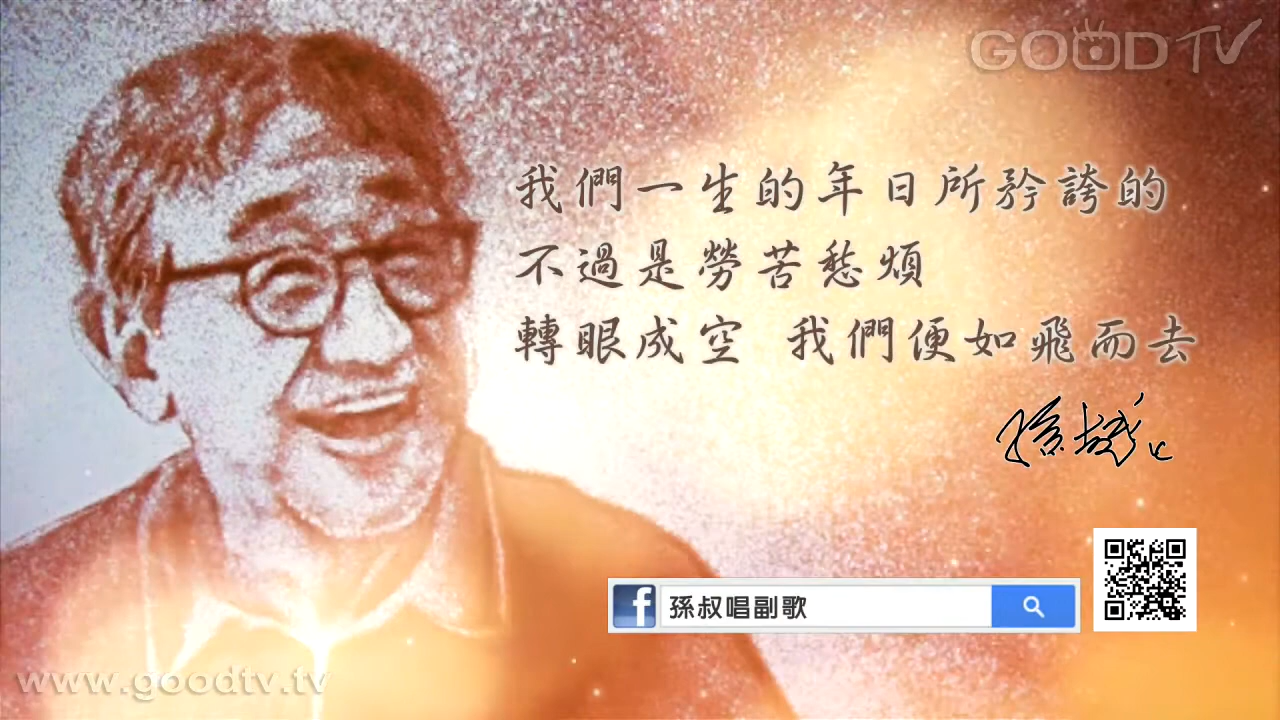 GOOD TV
我們一生的年日所矜誇的
不過是勞苦愁煩
轉眼成空 我們便如飛而去
孫叔唱副歌
www.goodtv.tv